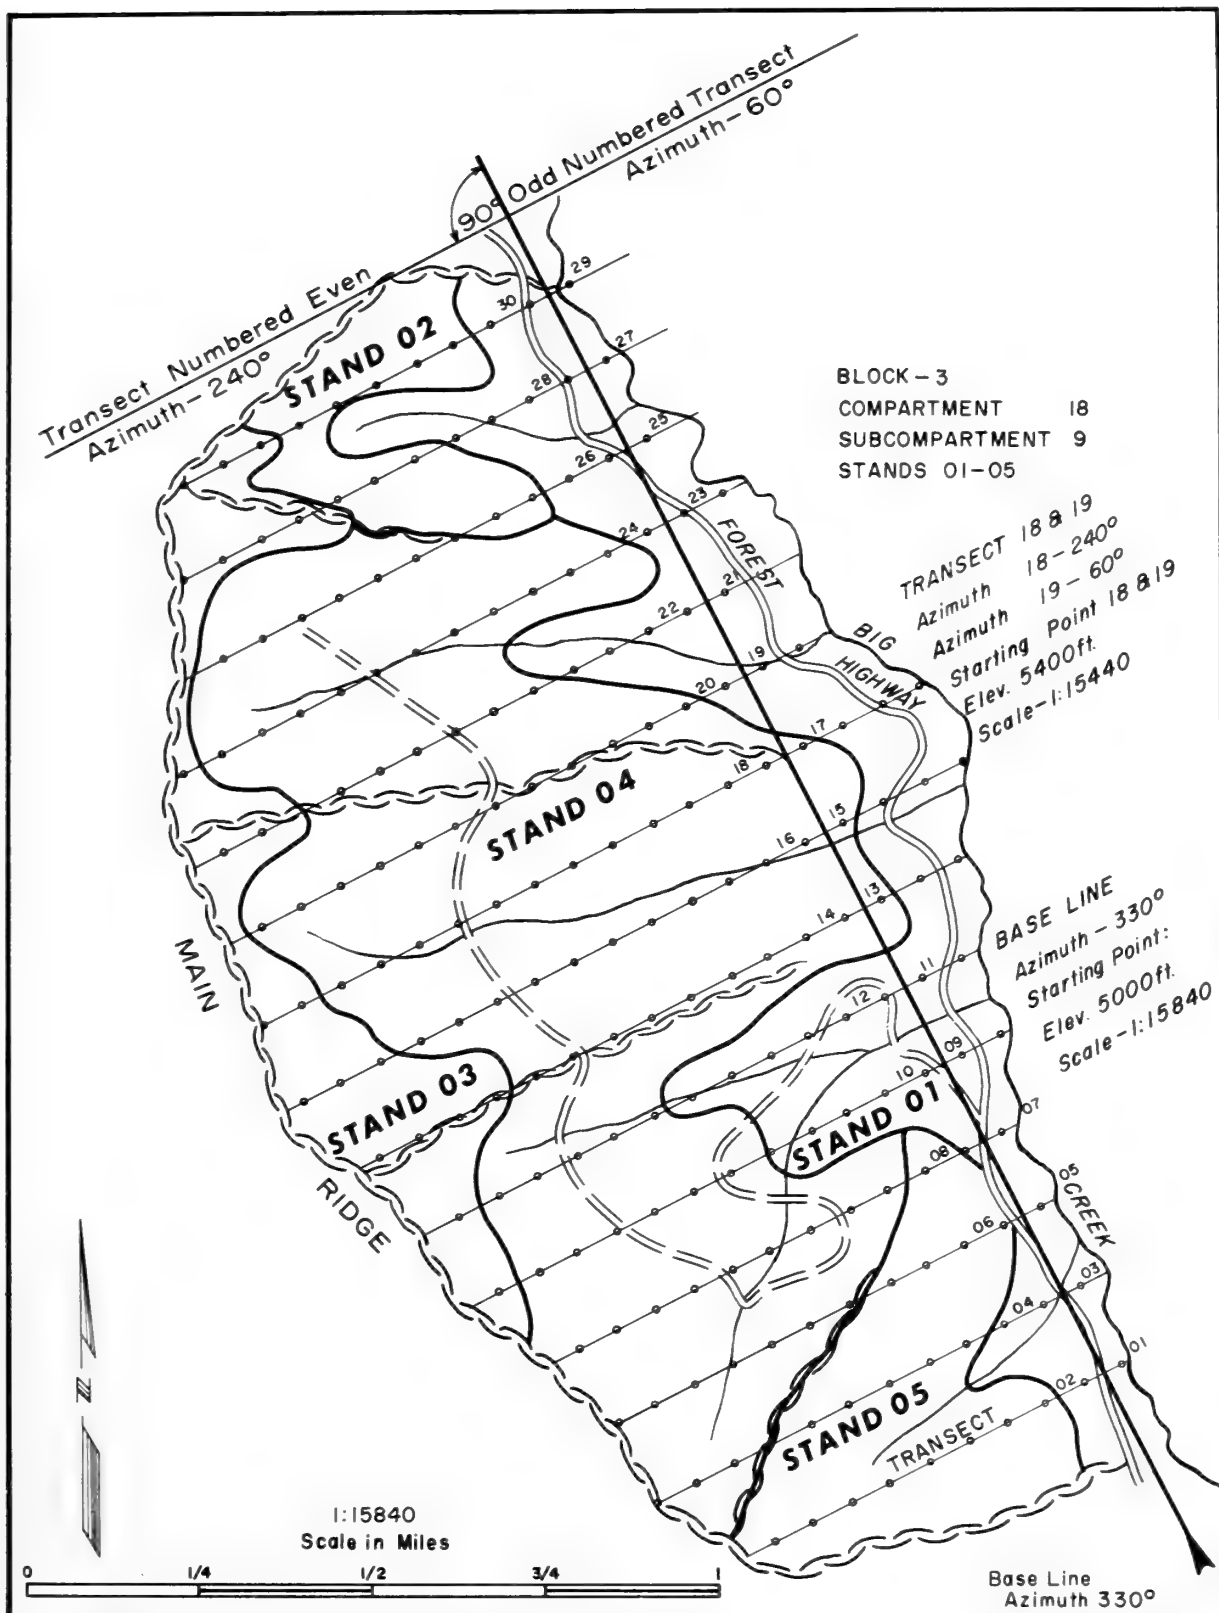 Odd Numbered Transect
Azimuth-60°
90°
Transect Numbered Even
Azimuth-240°
STAND 02
29
30
27
28
25
26
23
24
21
22
19
20
17
18
15
16
13
14
11
12
09
10
07
08
05
06
03
04
01
02
BLOCK-3
COMPARTMENT 18
SUBCOMPARTMENT 9
STANDS 01-05
TRANSECT 18 & 19
Azimuth 18-240°
Azimuth 19-60°
Starting Point 18 & 19
Elev. 5400ft.
Scale-1:15440
FOREST
HIGHWAY
BIG
CREEK
STAND 04
BASE LINE
Azimuth-330°
Starting Point:
Elev. 5000ft.
Scale-1:15840
MAIN
RIDGE
STAND 03
STAND 01
STAND 05
TRANSECT
N
1:15840
Scale in Miles
0 1/4 1/2 3/4 1
Base Line
Azimuth 330°